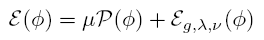 ℰ(ϕ) = μ𝒫(ϕ) + ℰ_{g,λ,ν}(ϕ)